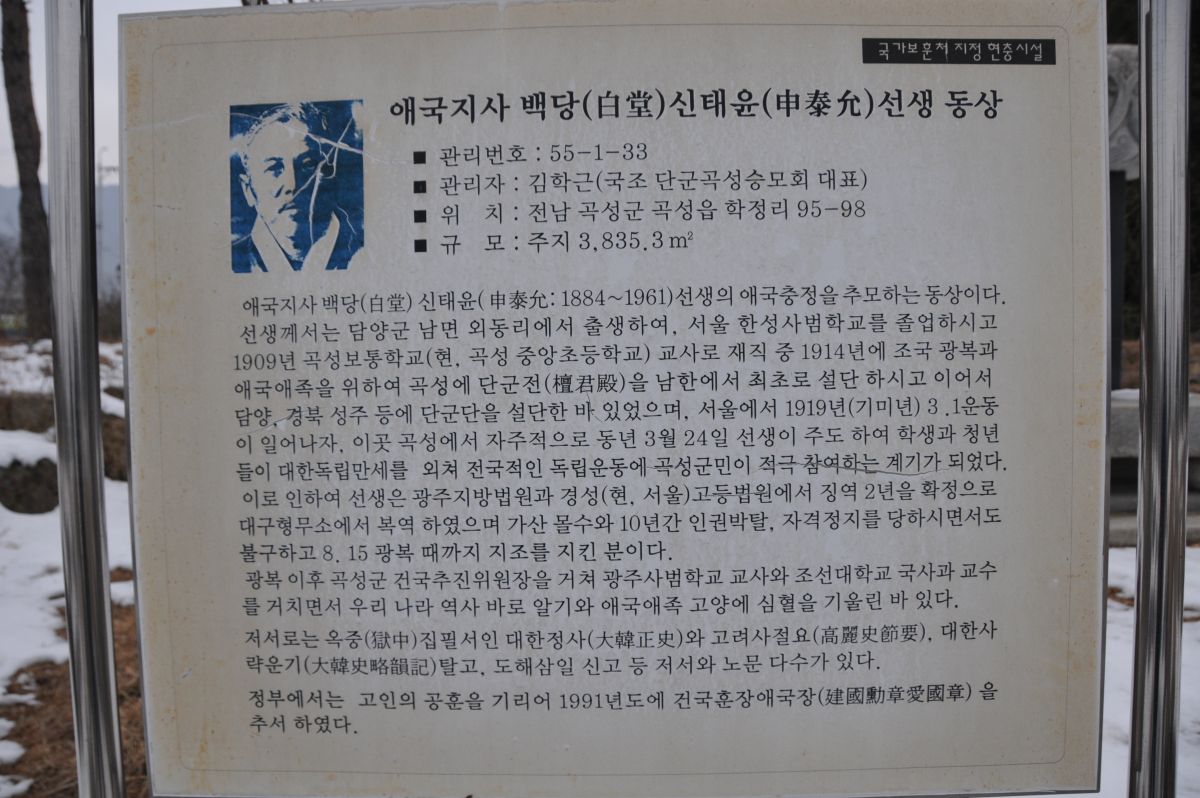 국가보훈처 지정 현충시설
애국지사 백당(白堂)신태윤(申泰允)선생 동상
■ 관리번호 : 55-1-33
■ 관리자 : 김학근(국조 단군곡성숭모회 대표)
■ 위 치 : 전남 곡성군 곡성읍 학정리 95-98
■ 규 모 : 주지 3,835.3㎡
애국지사 백당(白堂) 신태윤( 申泰允: 1884~1961)선생의 애국충정을 추모하는 동상이다.
선생께서는 담양군 남면 외동리에서 출생하여, 서울 한성사범학교를 졸업하시고
1909년 곡성보통학교(현, 곡성 중앙초등학교) 교사로 재직 중 1914년에 조국 광복과
애국애족을 위하여 곡성에 단군전(檀君殿)을 남한에서 최초로 설단 하시고 이어서
담양, 경북 성주 등에 단군단을 설단한 바 있었으며, 서울에서 1919년(기미년) 3 .1운동
이 일어나자, 이곳 곡성에서 자주적으로 동년 3월 24일 선생이 주도 하여 학생과 청년
들이 대한독립만세를 외쳐 전국적인 독립운동에 곡성군민이 적극 참여하는 계기가 되었다.
이로 인하여 선생은 광주지방법원과 경성(현, 서울)고등법원에서 징역 2년을 확정으로
대구형무소에서 복역 하였으며 가산 몰수와 10년간 인권박탈, 자격정지를 당하시면서도
불구하고 8. 15 광복 때까지 지조를 지킨 분이다.
광복 이후 곡성군 건국추진위원장을 거쳐 광주사범학교 교사와 조선대학교 국사과 교수
를 거치면서 우리 나라 역사 바로 알기와 애국애족 고양에 심혈을 기울린 바 있다.
저서로는 옥중(獄中)집필서인 대한정사(大韓正史)와 고려사절요(高麗史節要), 대한사
략운기(大韓史略韻記)탈고, 도해삼일 신고 등 저서와 노문 다수가 있다.
정부에서는 고인의 공훈을 기리어 1991년도에 건국훈장애국장(建國勳章愛國章) 을
추서 하였다.